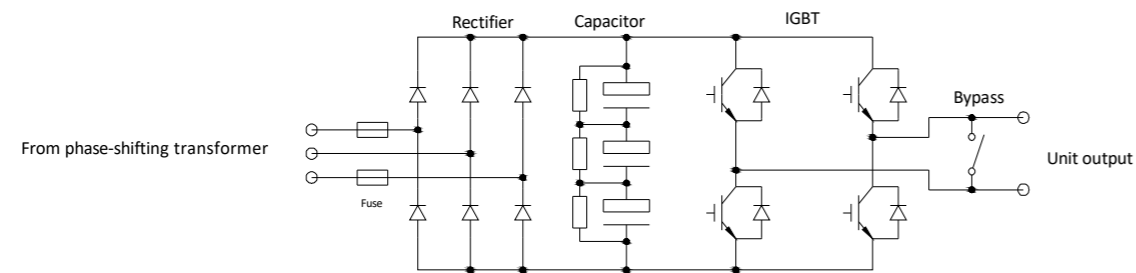 Rectifier
Capacitor
IGBT
Bypass
From phase-shifting transformer
Unit output
Fuse